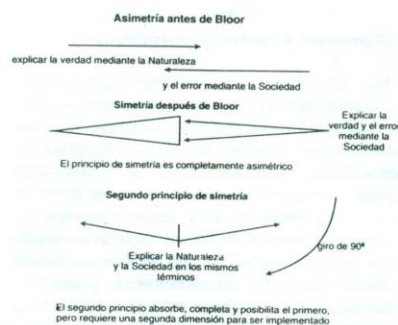 Asimetría antes de Bloor
explicar la verdad mediante la Naturaleza
y el error mediante la Sociedad
Simetría después de Bloor
Explicar la
verdad y el error
mediante la
Sociedad
El principio de simetría es completamente asimétrico
Segundo principio de simetría
giro de 90º
Explicar la Naturaleza
y la Sociedad en los mismos
términos
El segundo principio absorbe, completa y posibilita el primero,
pero requiere una segunda dimensión para ser implementado